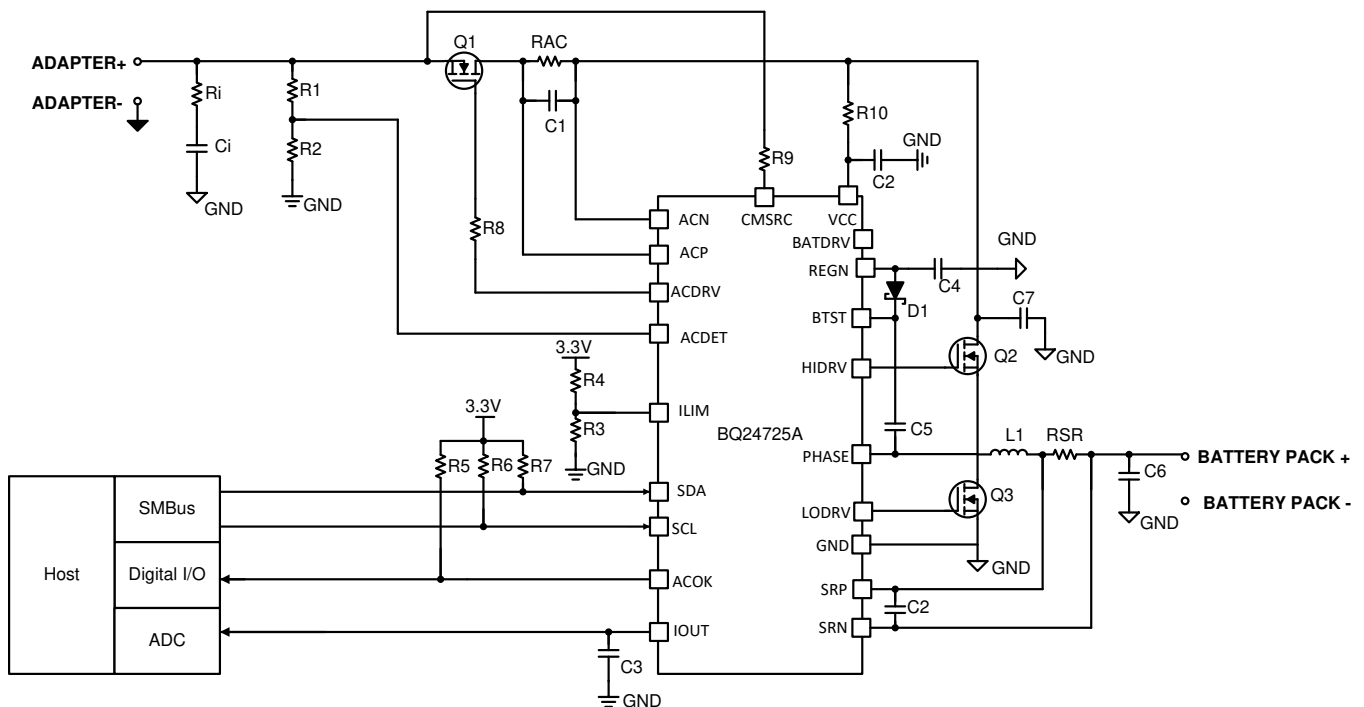 Q1
RAC
ADAPTER+
ADAPTER-
Ri
R1
C1
R10
GND
Ci
R2
R9
C2
GND
GND
R8
ACN
CMSRC
VCC
BATDRV
GND
ACP
REGN
C4
ACDRV
D1
C7
BTST
ACDET
3.3V
Q2
GND
HIDRV
R4
3.3V
ILIM
R3
BQ24725A
C5
L1
RSR
GND
PHASE
R5
R6
R7
C6
BATTERY PACK +
SDA
Q3
SMBus
LODRV
GND
BATTERY PACK -
SCL
GND
GND
Host
Digital I/O
ACOK
SRP
C2
IOUT
SRN
ADC
C3
GND